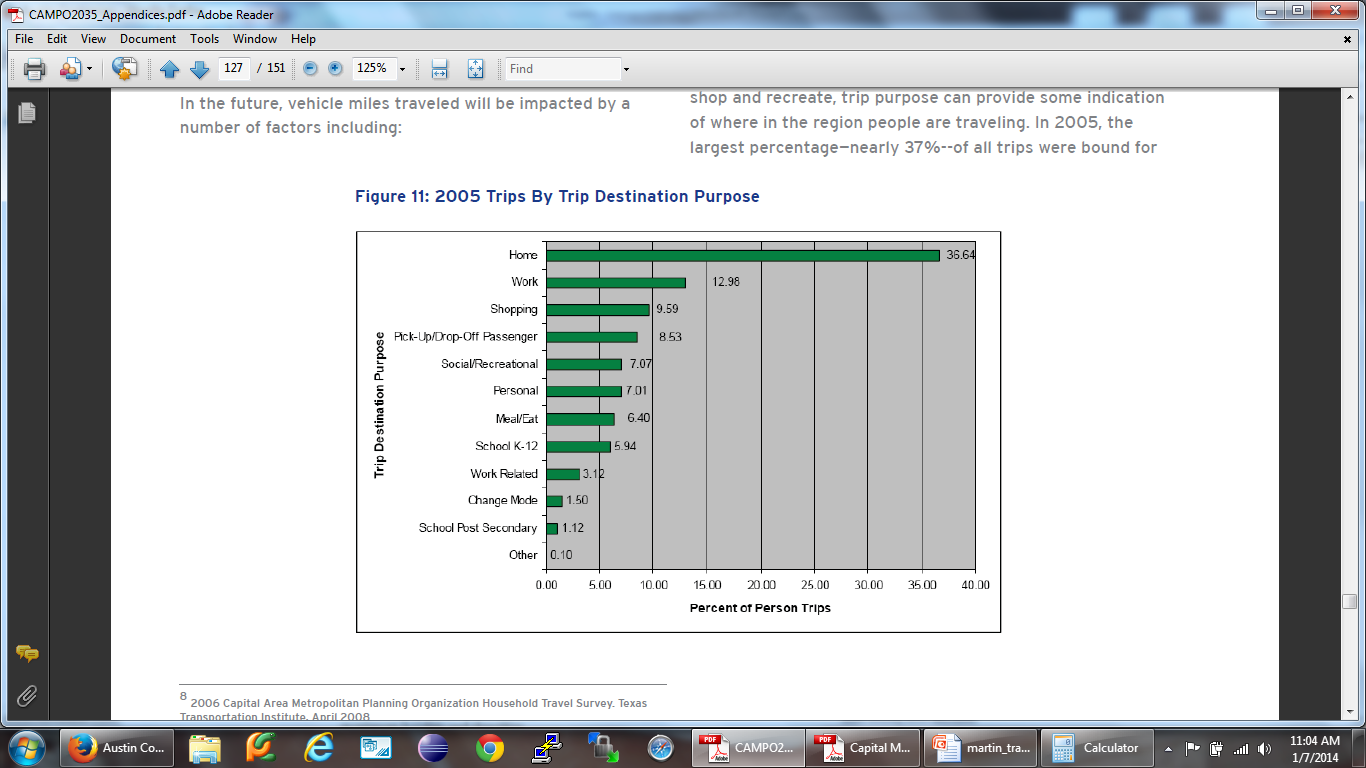 CAMPO2035_Appendices.pdf - Adobe Reader
File Edit View Document Tools Window Help
127 / 151 125% Find
In the future, vehicle miles traveled will be impacted by a
number of factors including:
shop and recreate, trip purpose can provide some indication
of where in the region people are traveling. In 2005, the
largest percentage—nearly 37%--of all trips were bound for
Figure 11: 2005 Trips By Trip Destination Purpose
Trip Destination Purpose
Home 36.64
Work 12.98
Shopping 9.59
Pick-Up/Drop-Off Passenger 8.53
Social/Recreational 7.07
Personal 7.01
Meal/Eat 6.40
School K-12 5.94
Work Related 3.12
Change Mode 1.50
School Post Secondary 1.12
Other 0.10
0.00 5.00 10.00 15.00 20.00 25.00 30.00 35.00 40.00
Percent of Person Trips
8 2006 Capital Area Metropolitan Planning Organization Household Travel Survey. Texas
Transportation Institute. April 2008
Austin Co... CAMPO2... Capital M... martin_tra... Calculator 11:04 AM
1/7/2014